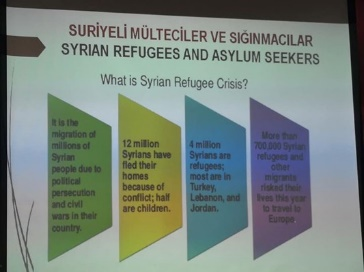 SURİYELİ MÜLTECİLER VE SIĞINMACILAR
SYRIAN REFUGEES AND ASYLUM SEEKERS
What is Syrian Refugee Crisis?
It is the
migration of
millions of
Syrian
people due to
political
persecution
and civil
wars in their
country.
12 million
Syrians have
fled their
homes
because of
conflict; half
are children.
4 million
Syrians are
refugees;
most are in
Turkey,
Lebanon, and
Jordan.
More than
700,000 Syrian
refugees and
other
migrants
risked their
lives this year
to travel to
Europe.